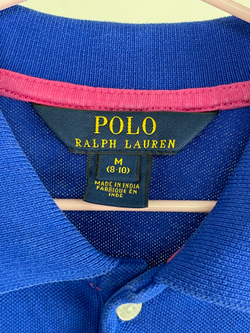 POLO
RALPH LAUREN
M
(8-10)
MADE IN INDIA
FABRIQUÉ EN
INDE